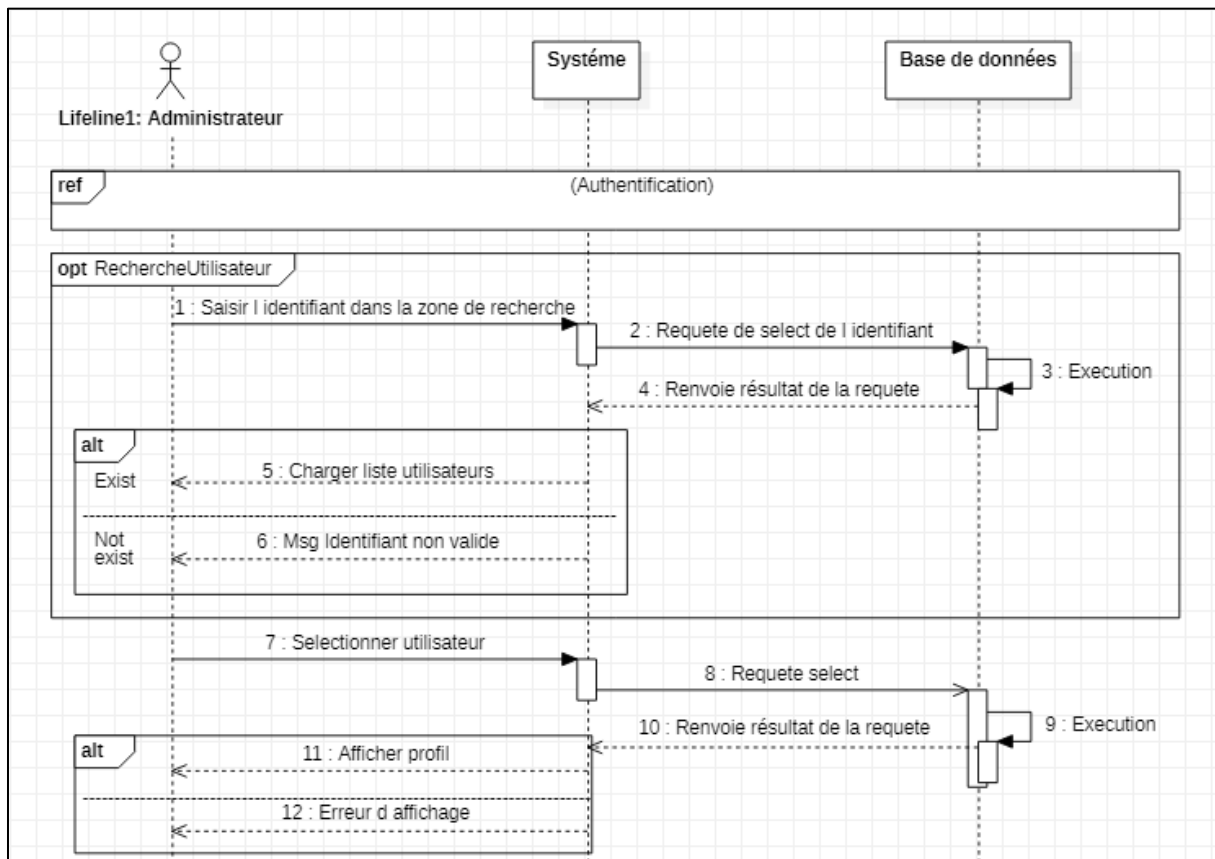 Systéme
Base de données
Lifeline1: Administrateur
ref
(Authentification)
opt RechercheUtilisateur
1 : Saisir l identifiant dans la zone de recherche
2 : Requete de select de l identifiant
3 : Execution
4 : Renvoie résultat de la requete
alt
5 : Charger liste utilisateurs
Exist
Not
exist
6 : Msg Identifiant non valide
7 : Selectionner utilisateur
8 : Requete select
9 : Execution
10 : Renvoie résultat de la requete
alt
11 : Afficher profil
12 : Erreur d affichage